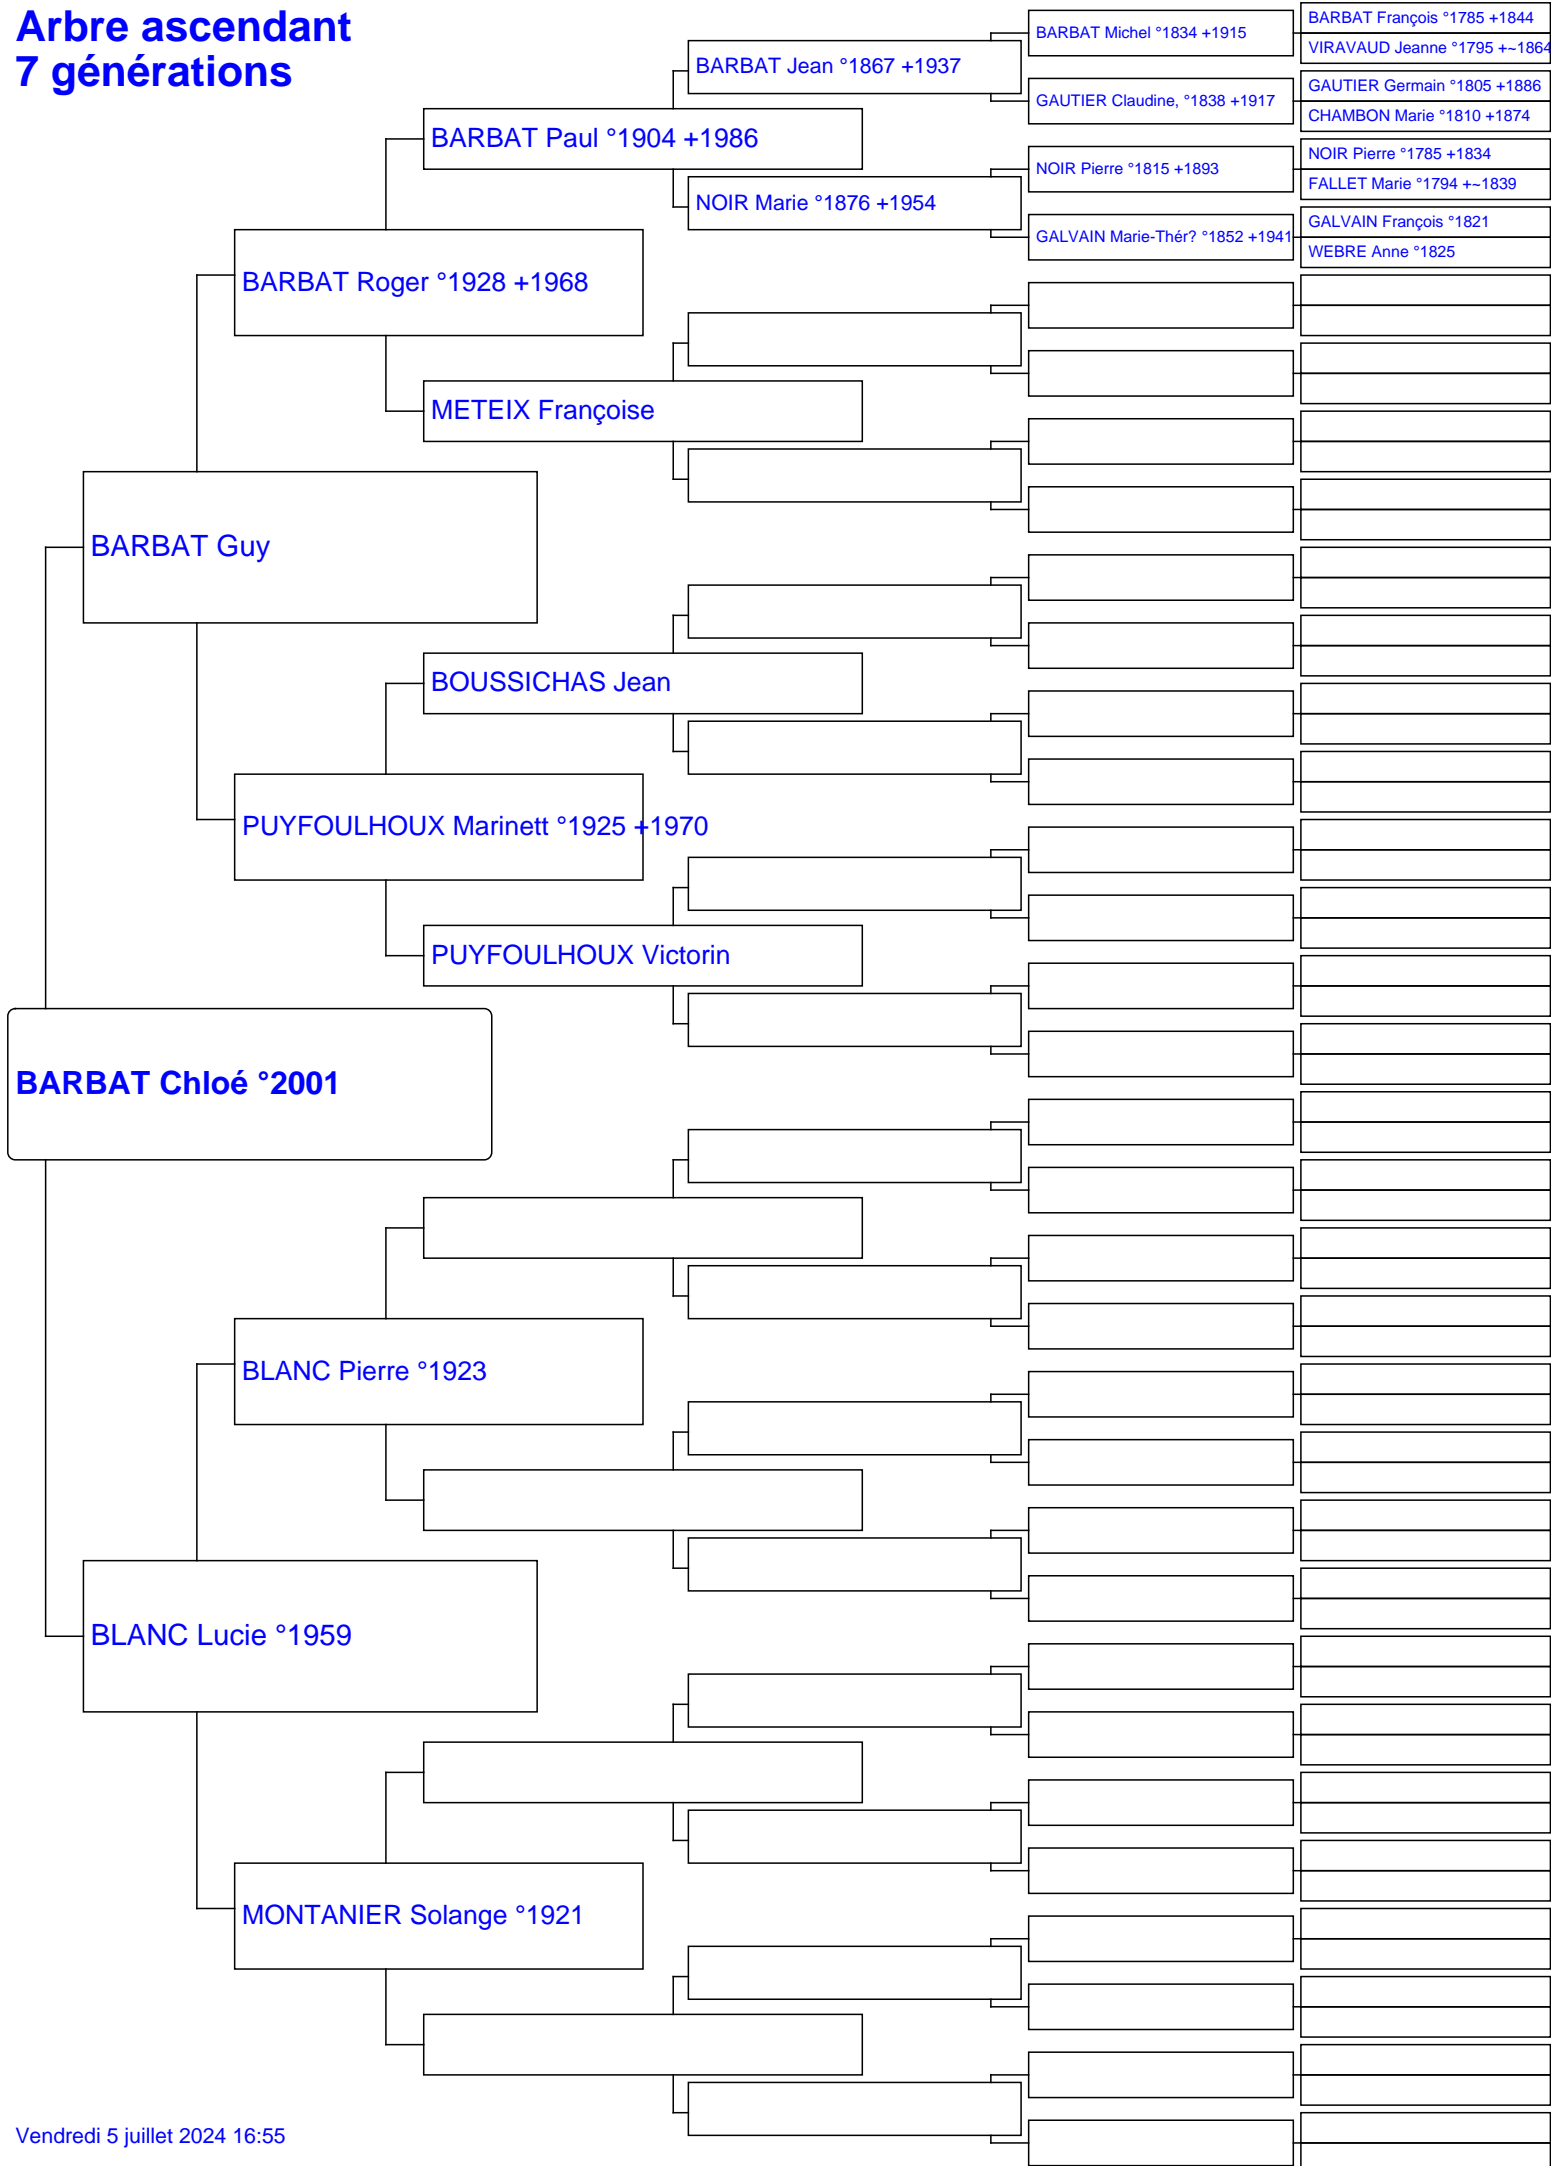 Arbre ascendant
7 générations
BARBAT François °1785 +1844
BARBAT Michel °1834 +1915
VIRAVAUD Jeanne °1795 +~1864
BARBAT Jean °1867 +1937
GAUTIER Germain °1805 +1886
GAUTIER Claudine, °1838 +1917
CHAMBON Marie °1810 +1874
BARBAT Paul °1904 +1986
NOIR Pierre °1785 +1834
NOIR Pierre °1815 +1893
FALLET Marie °1794 +~1839
NOIR Marie °1876 +1954
GALVAIN François °1821
GALVAIN Marie-Thér? °1852 +1941
WEBRE Anne °1825
BARBAT Roger °1928 +1968
METEIX Françoise
BARBAT Guy
BOUSSICHAS Jean
PUYFOULHOUX Marinett °1925 +1970
PUYFOULHOUX Victorin
BARBAT Chloé °2001
BLANC Pierre °1923
BLANC Lucie °1959
MONTANIER Solange °1921
Vendredi 5 juillet 2024 16:55